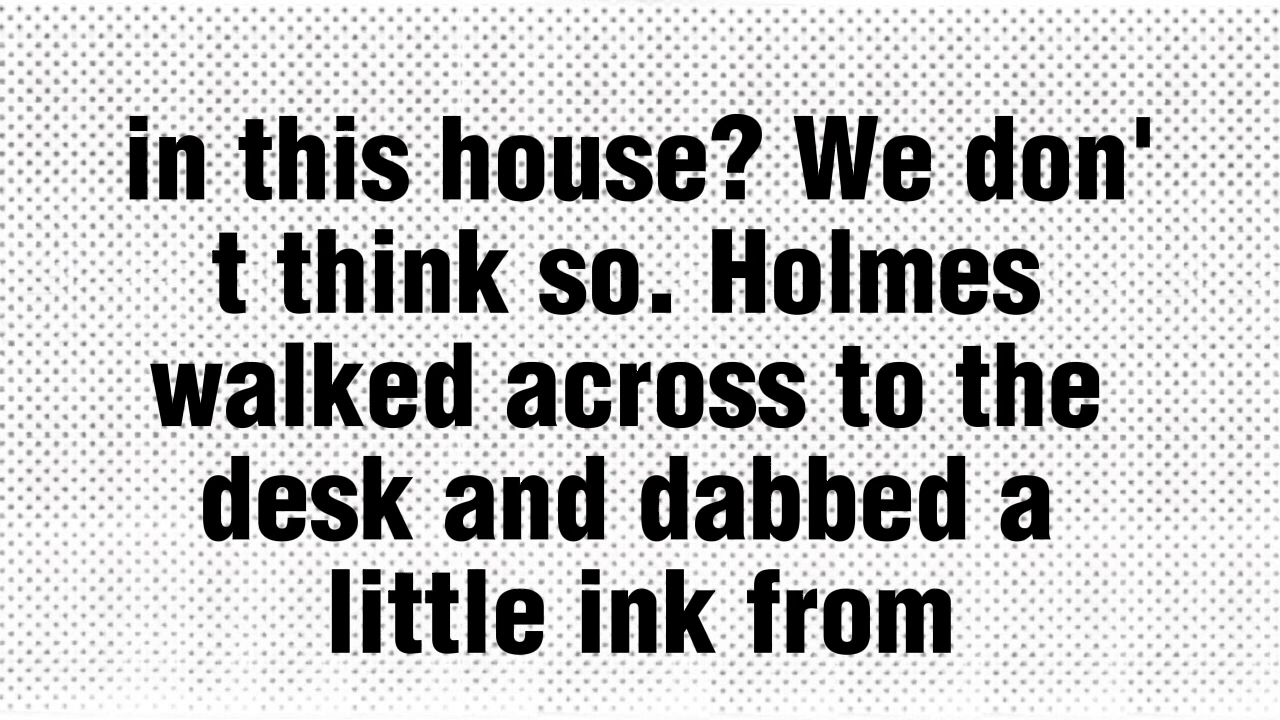 in this house? We don'
t think so. Holmes
walked across to the
desk and dabbed a
little ink from